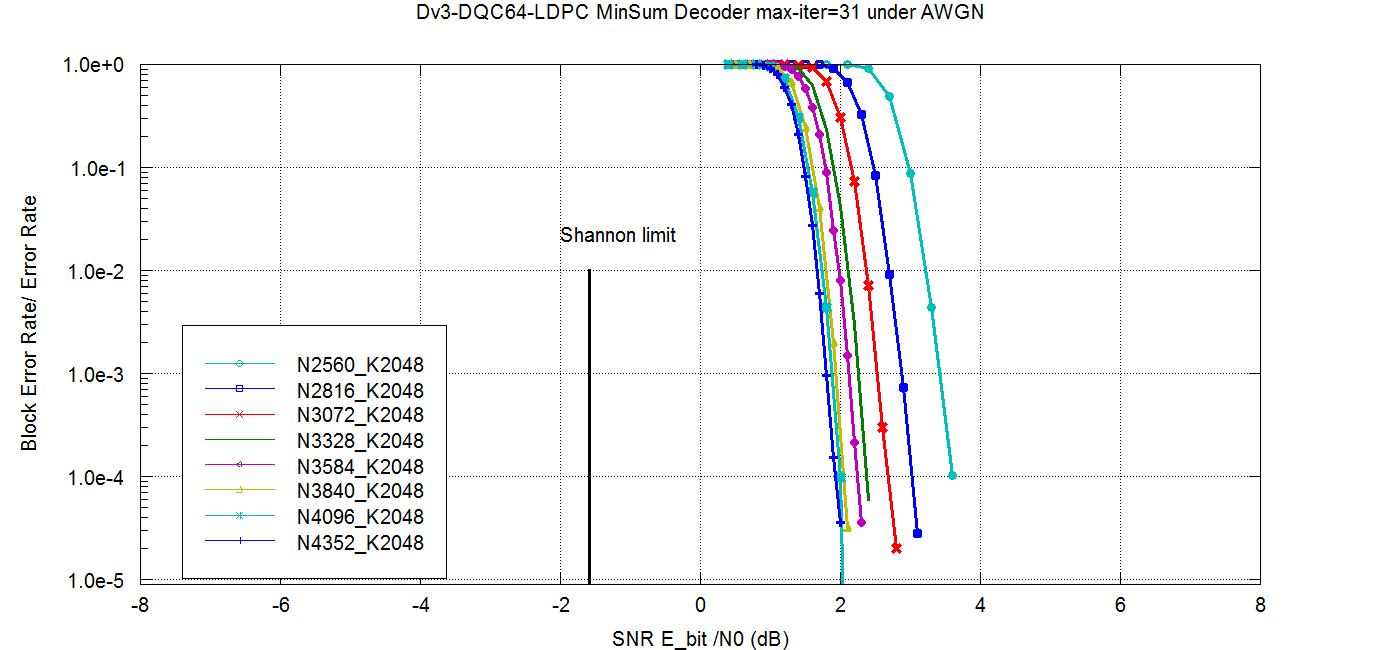 Dv3-DQC64-LDPC MinSum Decoder max-iter=31 under AWGN
1.0e+0
1.0e-1
1.0e-2
1.0e-3
1.0e-4
1.0e-5
Block Error Rate/ Error Rate
Shannon limit
N2560_K2048
N2816_K2048
N3072_K2048
N3328_K2048
N3584_K2048
N3840_K2048
N4096_K2048
N4352_K2048
-8 -6 -4 -2 0 2 4 6 8
SNR E_bit /N0 (dB)